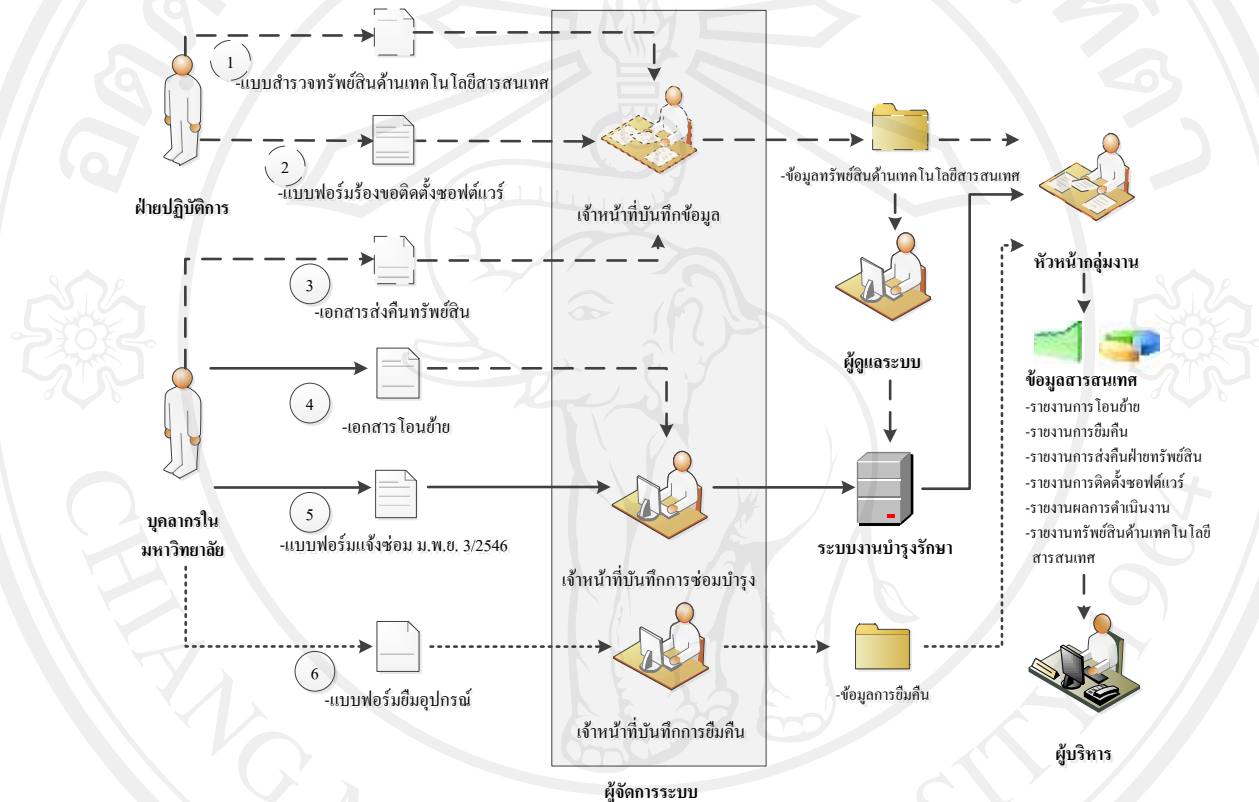 1
-แบบสำรวจทรัพย์สินด้านเทคโนโลยีสารสนเทศ
2
-แบบฟอร์มร้องขอติดตั้งซอฟต์แวร์
ฝ่ายปฏิบัติการ
เจ้าหน้าที่บันทึกข้อมูล
-ข้อมูลทรัพย์สินด้านเทคโนโลยีสารสนเทศ
หัวหน้ากลุ่มงาน
3
-เอกสารส่งคืนทรัพย์สิน
ผู้ดูแลระบบ
ข้อมูลสารสนเทศ
-รายงานการโอนย้าย
-รายงานการยืมคืน
-รายงานการส่งคืนฝ่ายทรัพย์สิน
-รายงานการติดตั้งซอฟต์แวร์
-รายงานผลการดำเนินงาน
-รายงานทรัพย์สินด้านเทคโนโลยี
สารสนเทศ
4
-เอกสารโอนย้าย
บุคลากรใน
มหาวิทยาลัย
5
-แบบฟอร์มแจ้งซ่อม ม.พ.ย. 3/2546
เจ้าหน้าที่บันทึกการซ่อมบำรุง
ระบบงานบำรุงรักษา
6
-แบบฟอร์มยืมอุปกรณ์
เจ้าหน้าที่บันทึกการยืมคืน
-ข้อมูลการยืมคืน
ผู้บริหาร
ผู้จัดการระบบ
CHIANG M
SITY 1964